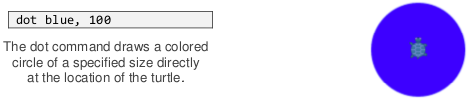 dot blue, 100
The dot command draws a colored
circle of a specified size directly
at the location of the turtle.